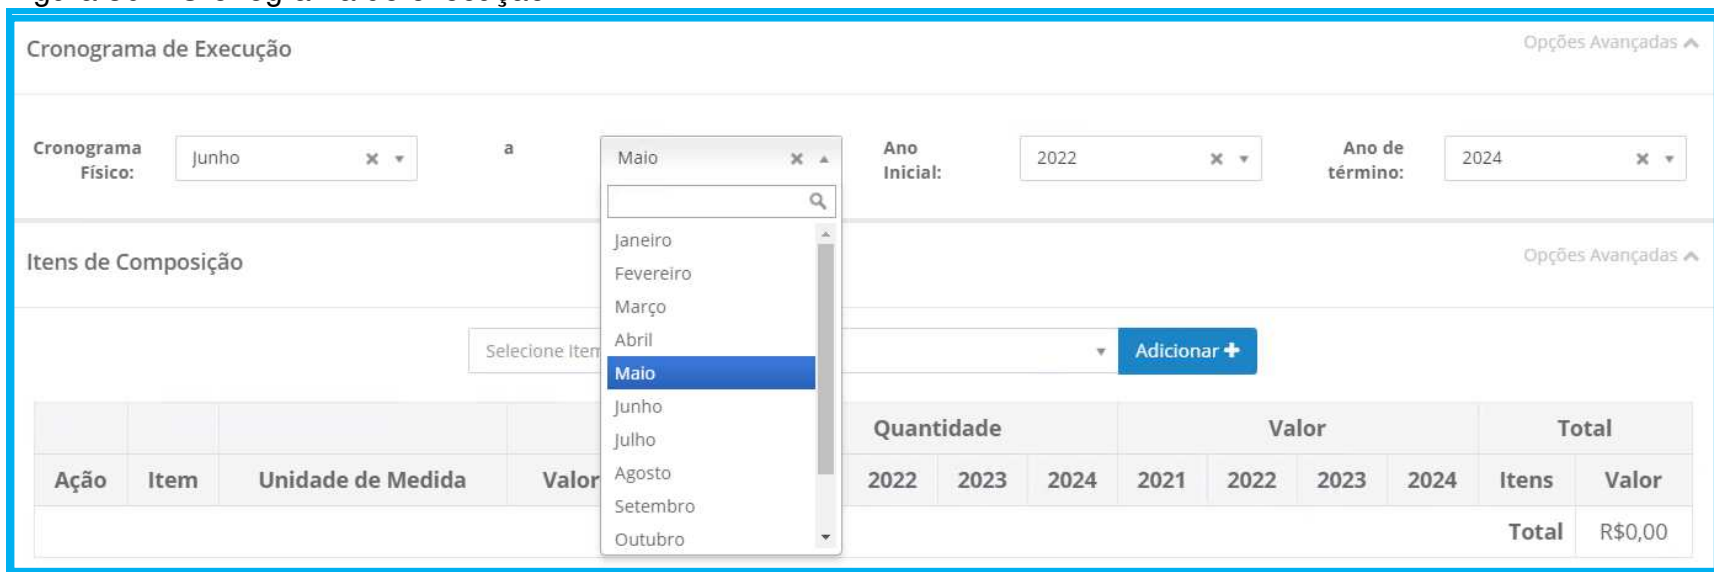 Cronograma de Execução
Opções Avançadas
Cronograma Físico:
Junho
a
Maio
Ano Inicial:
2022
Ano de término:
2024
Janeiro
Fevereiro
Março
Abril
Maio
Junho
Julho
Agosto
Setembro
Outubro
Itens de Composição
Opções Avançadas
Selecione Item
Adicionar
Quantidade Valor Total
Ação Item Unidade de Medida Valor 2022 2023 2024 2021 2022 2023 2024 Itens Valor
Total R$0,00